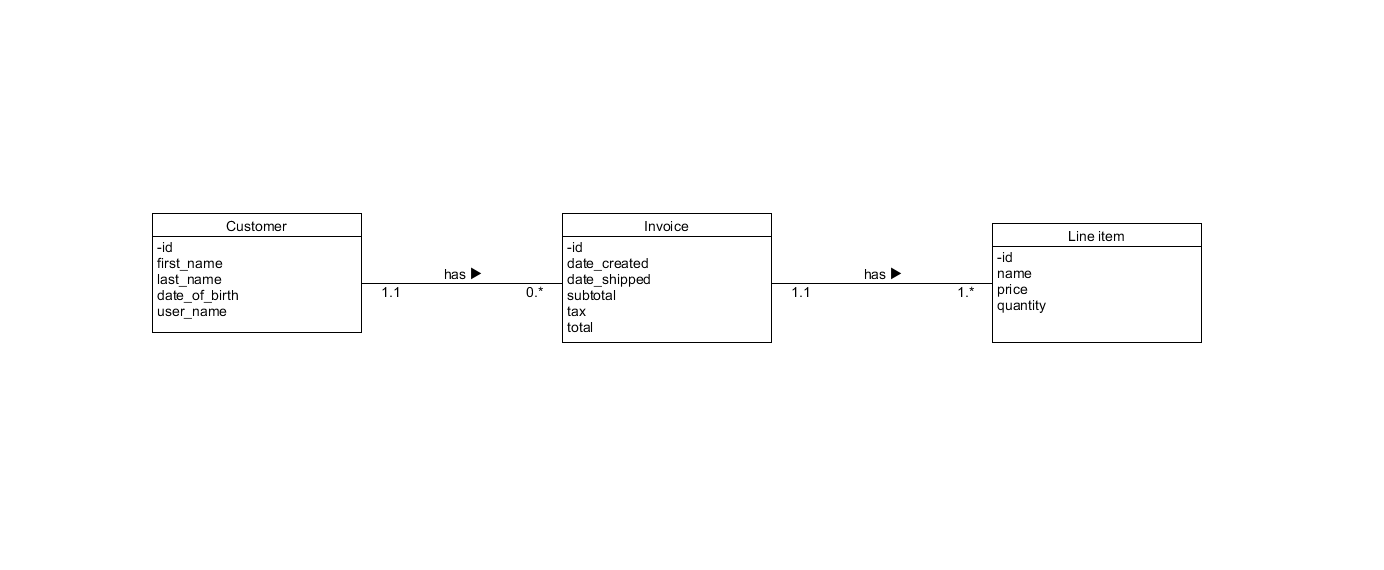 Customer
-id
first_name
last_name
date_of_birth
user_name
has ▶
1.1
0.*
Invoice
-id
date_created
date_shipped
subtotal
tax
total
has ▶
1.1
1.*
Line item
-id
name
price
quantity